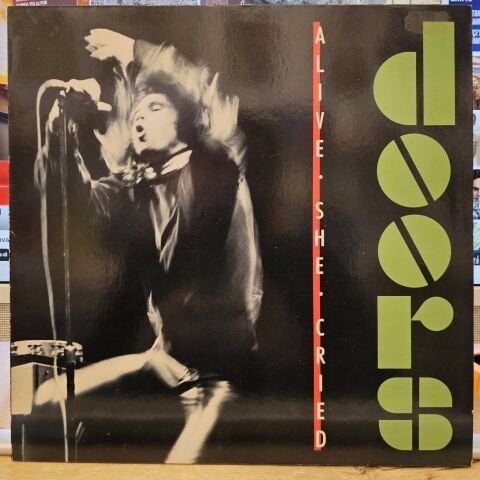 ALIVE · SHE · CRIED
doors